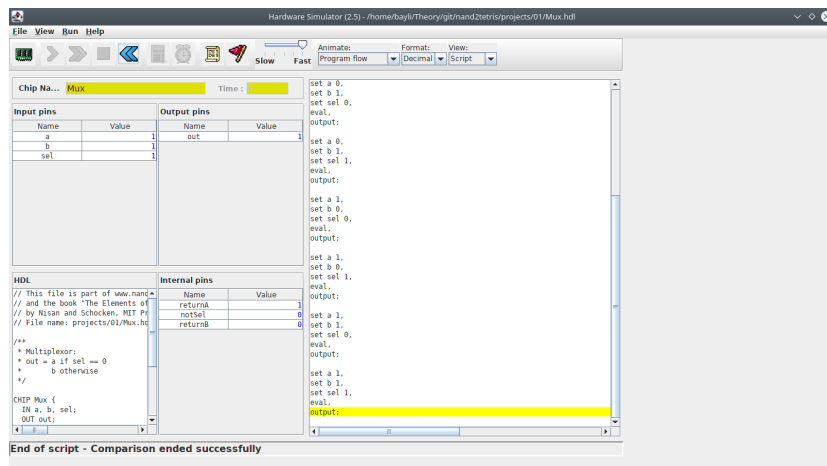 Hardware Simulator (2.5) - /home/bayli/Theory/git/nand2tetris/projects/01/Mux.hdl
File View Run Help
Slow Fast
Animate: Format: View:
Program flow Decimal Script
Chip Na... Mux Time :
Input pins
Name Value
a 1
b 1
sel 1
Output pins
Name Value
out 1
HDL
// This file is part of www.nand
// and the book "The Elements of
// by Nisan and Schocken, MIT Pr
// File name: projects/01/Mux.hd
/**
* Multiplexor:
* out = a if sel == 0
* b otherwise
*/
CHIP Mux {
IN a, b, sel;
OUT out;
Internal pins
Name Value
returnA 1
notSel 0
returnB 0
set a 0,
set b 1,
set sel 0,
eval,
output;
set a 0,
set b 1,
set sel 1,
eval,
output;
set a 1,
set b 0,
set sel 0,
eval,
output;
set a 1,
set b 0,
set sel 1,
eval,
output;
set a 1,
set b 1,
set sel 0,
eval,
output;
set a 1,
set b 1,
set sel 1,
eval,
output;
End of script - Comparison ended successfully